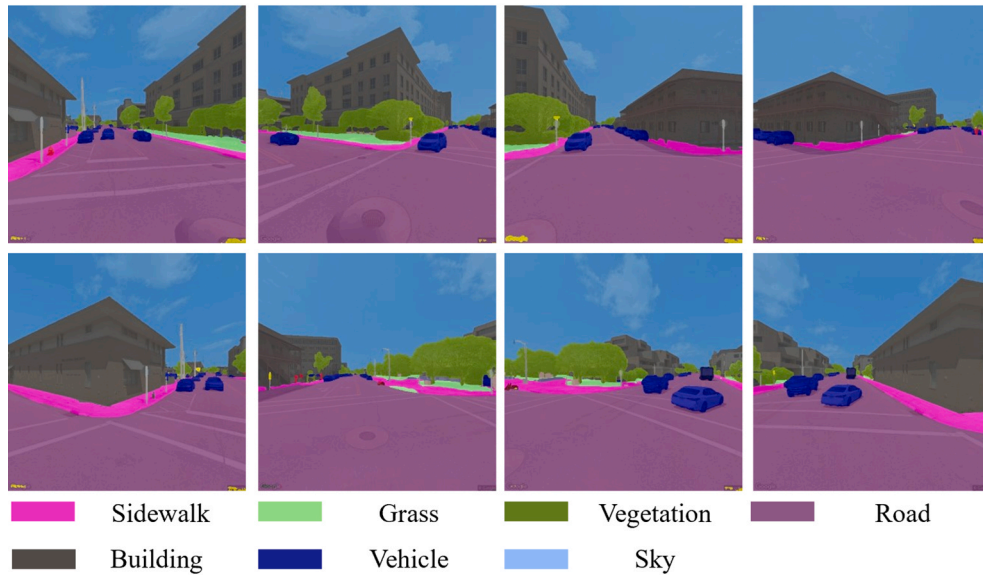 Sidewalk
Grass
Vegetation
Road
Building
Vehicle
Sky